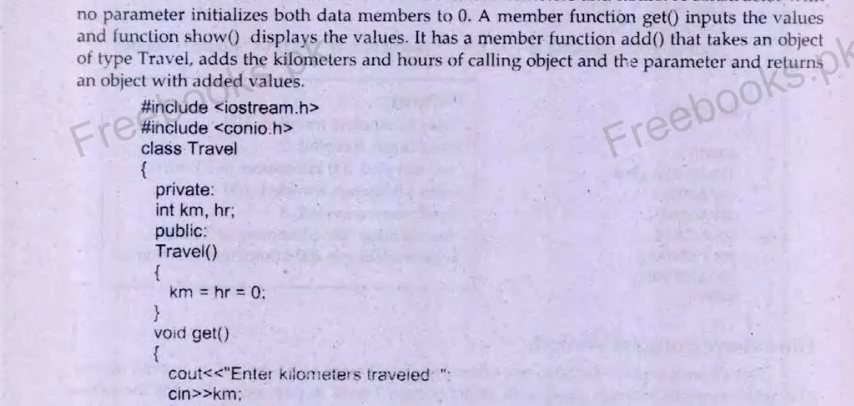 no parameter initializes both data members to 0. A member function get() inputs the values
and function show() displays the values. It has a member function add() that takes an object
of type Travel, adds the kilometers and hours of calling object and the parameter and returns
an object with added values.
#include <iostream.h>
#include <conio.h>
class Travel
{
private:
int km, hr;
public:
Travel()
{
km = hr = 0;
}
void get()
{
cout<<"Enter kilometers traveled ";
cin>>km;
Freebooks.pk
Freebooks.pk